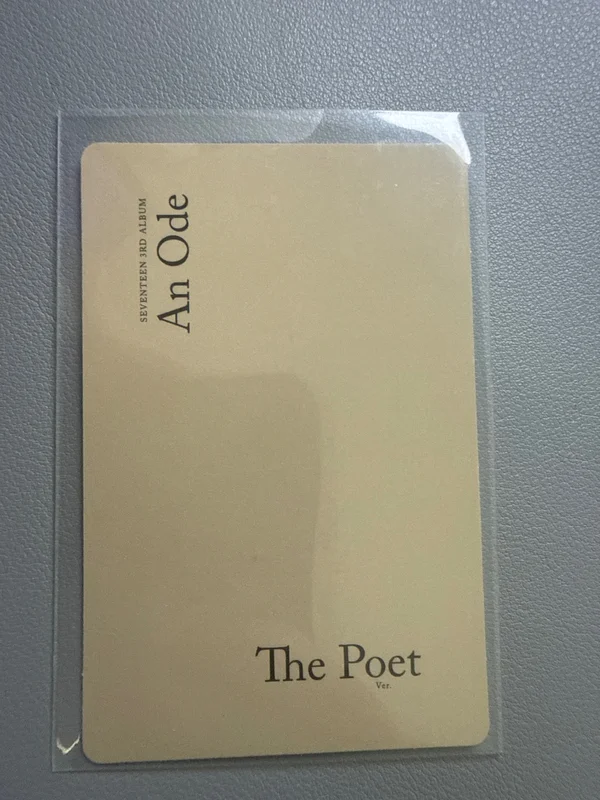 SEVENTEEN 3RD ALBUM
An Ode
The Poet
Ver.